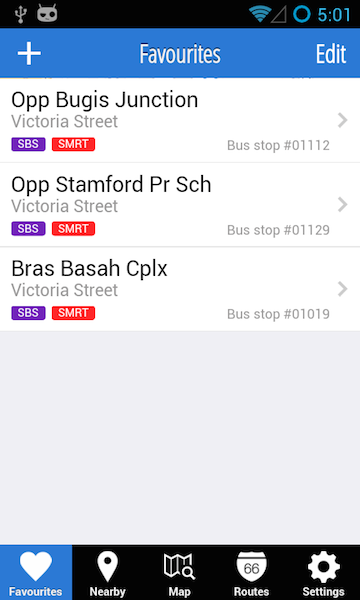 5:01
Favourites
Edit
Opp Bugis Junction
Victoria Street
SBS SMRT Bus stop #01112
Opp Stamford Pr Sch
Victoria Street
SBS SMRT Bus stop #01129
Bras Basah Cplx
Victoria Street
SBS SMRT Bus stop #01019
66
Favourites Nearby Map Routes Settings